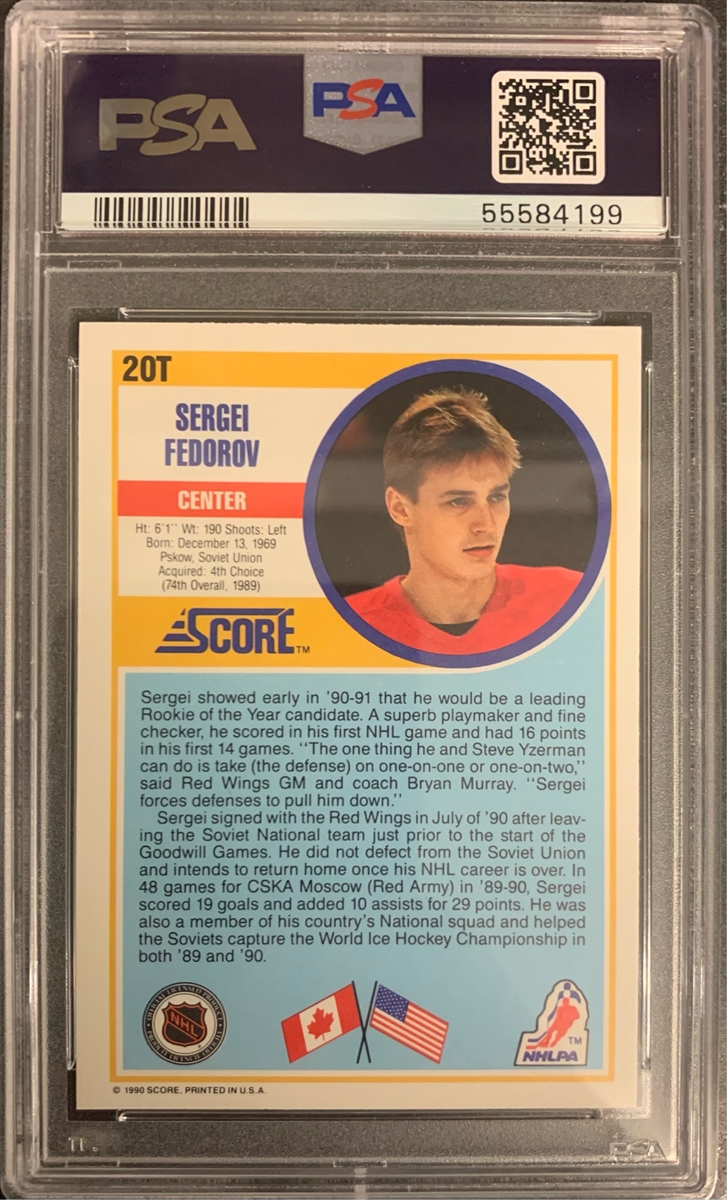 PSA
PSA
55584199
20T
SERGEI
FEDOROV
CENTER
Ht: 6'1'' Wt: 190 Shoots: Left
Born: December 13, 1969
Pskow, Soviet Union
Acquired: 4th Choice
(74th Overall, 1989)
SCORE TM
Sergei showed early in '90-91 that he would be a leading
Rookie of the Year candidate. A superb playmaker and fine
checker, he scored in his first NHL game and had 16 points
in his first 14 games. ''The one thing he and Steve Yzerman
can do is take (the defense) on one-on-one or one-on-two,''
said Red Wings GM and coach Bryan Murray. ''Sergei
forces defenses to pull him down.''
Sergei signed with the Red Wings in July of '90 after leav-
ing the Soviet National team just prior to the start of the
Goodwill Games. He did not defect from the Soviet Union
and intends to return home once his NHL career is over. In
48 games for CSKA Moscow (Red Army) in '89-90, Sergei
scored 19 goals and added 10 assists for 29 points. He was
also a member of his country's National squad and helped
the Soviets capture the World Ice Hockey Championship in
both '89 and '90.
NHL
TM
NHLPA
© 1990 SCORE, PRINTED IN U.S.A.
PSA